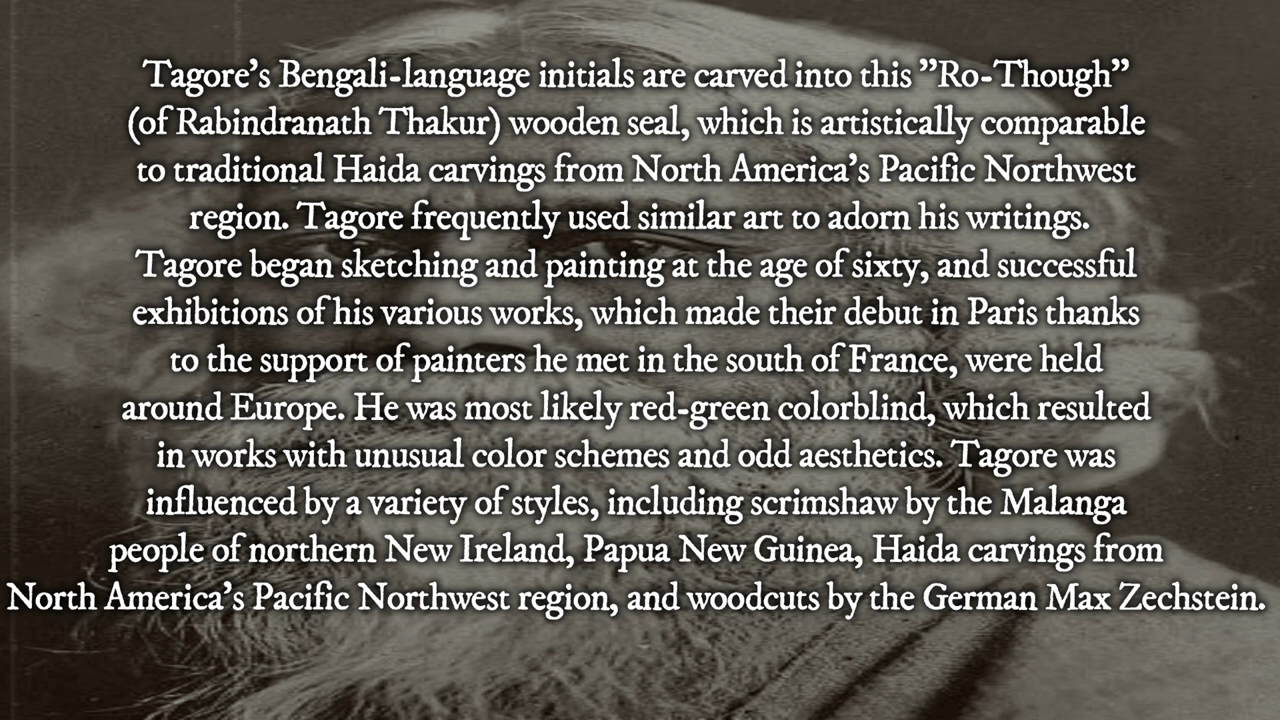 Tagore's Bengali-language initials are carved into this "Ro-Though"
(of Rabindranath Thakur) wooden seal, which is artistically comparable
to traditional Haida carvings from North America's Pacific Northwest
region. Tagore frequently used similar art to adorn his writings.
Tagore began sketching and painting at the age of sixty, and successful
exhibitions of his various works, which made their debut in Paris thanks
to the support of painters he met in the south of France, were held
around Europe. He was most likely red-green colorblind, which resulted
in works with unusual color schemes and odd aesthetics. Tagore was
influenced by a variety of styles, including scrimshaw by the Malanga
people of northern New Ireland, Papua New Guinea, Haida carvings from
North America's Pacific Northwest region, and woodcuts by the German Max Zechstein.